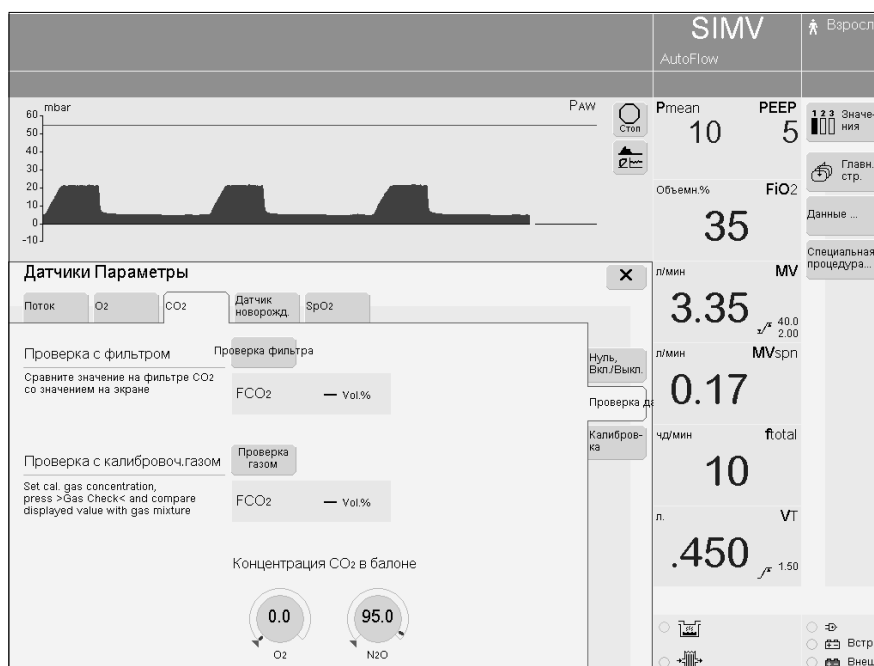 SIMV
AutoFlow
Взросл
mbar
PAW
60
50
40
30
20
10
0
-10
Стоп
Pmean
PEEP
10
5
1 2 3
Значе-
ния
Главн.
стр.
Объемн.%
FiO2
35
Данные ...
Специальная
процедура...
Датчики Параметры
л/мин
MV
3.35
40.0
2.00
Поток
O2
CO2
Датчик
новорожд.
SpO2
Проверка с фильтром
Проверка фильтра
Сравните значение на фильтре CO2
со значением на экране
FCO2
— Vol.%
Нуль,
Вкл./Выкл.
Проверка да
Калибров-
ка
л/мин
MVspn
0.17
чд/мин
ftotal
10
Проверка с калибровоч.газом
Проверка
газом
Set cal. gas concentration,
press >Gas Check< and compare
displayed value with gas mixture
FCO2
— Vol.%
л.
VT
.450
1.50
Концентрация CO2 в балоне
0.0
95.0
O2
N2O
Встр
Внеш